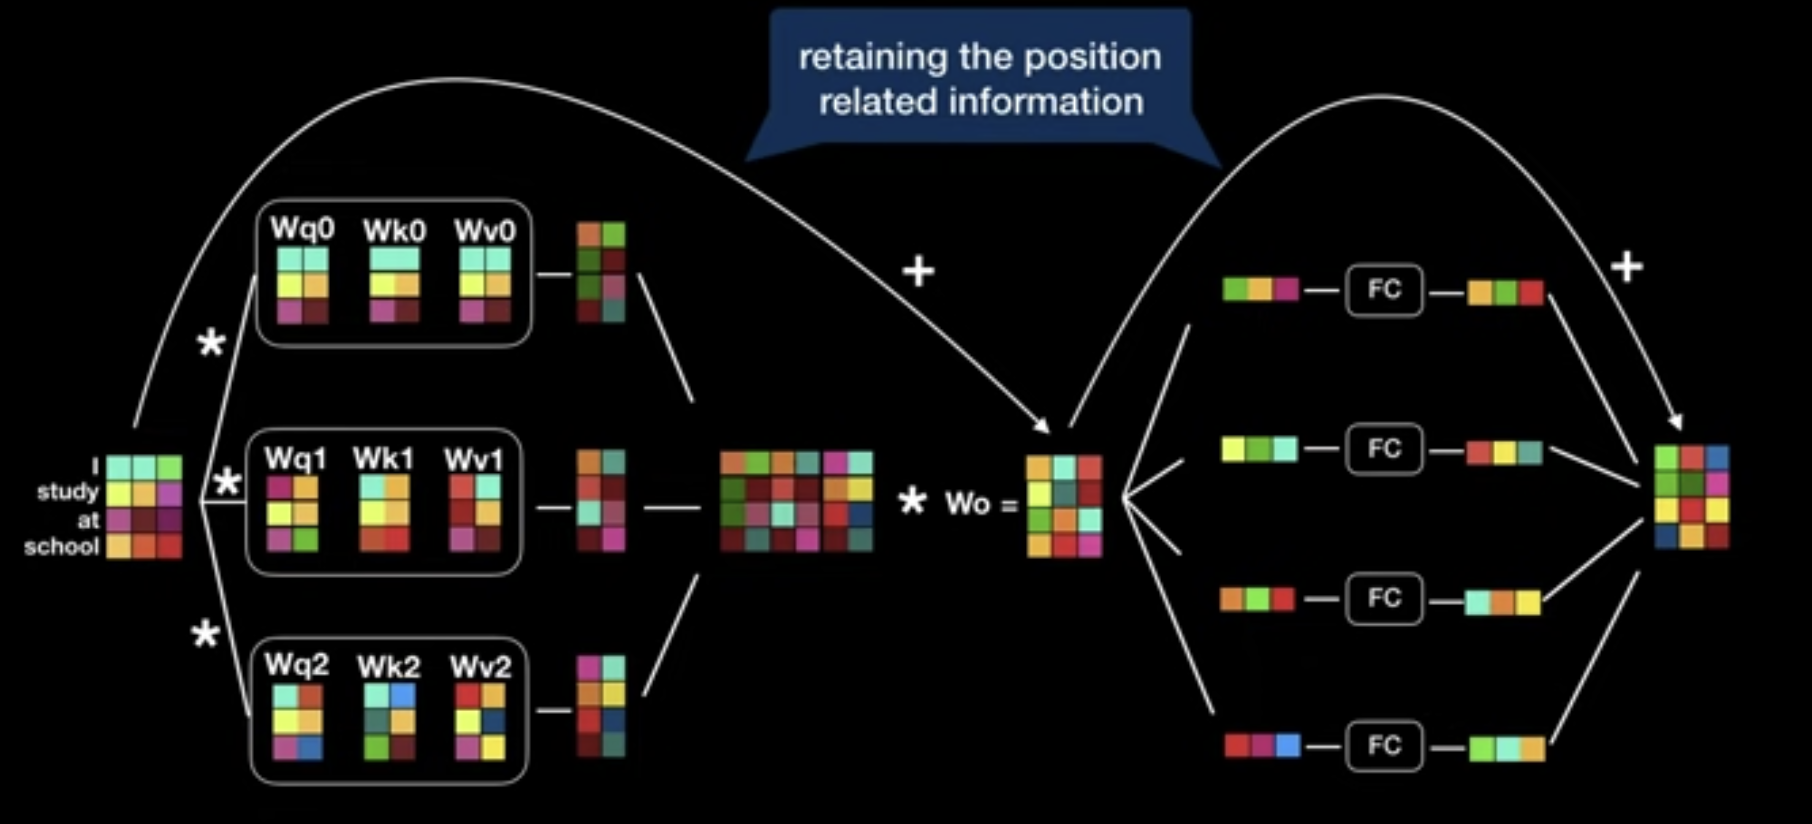 retaining the position
related information
+
+
Wq0 Wk0 Wv0
*
I
study
at
school
*
Wq1 Wk1 Wv1
* Wo =
*
Wq2 Wk2 Wv2
FC
FC
FC
FC